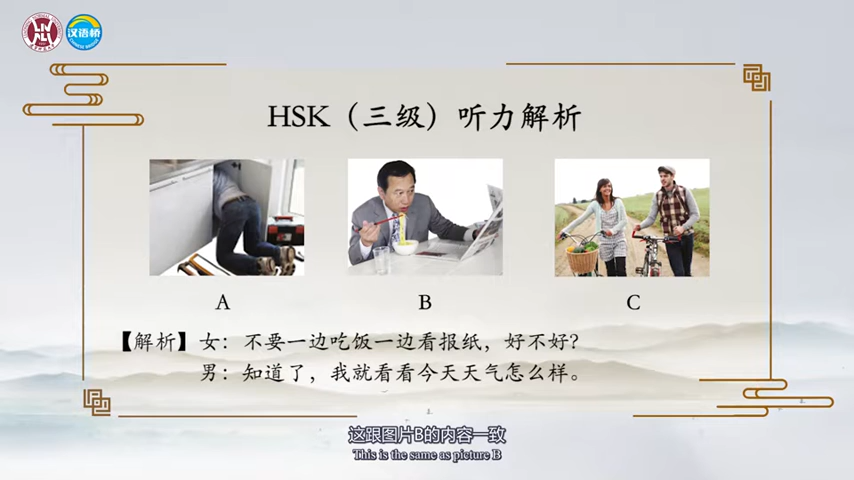 汉语桥
CHINESE BRIDGE
HSK（三级）听力解析
A
B
C
【解析】女：不要一边吃饭一边看报纸，好不好？
男：知道了，我就看看今天天气怎么样。
这跟图片B的内容一致
This is the same as picture B